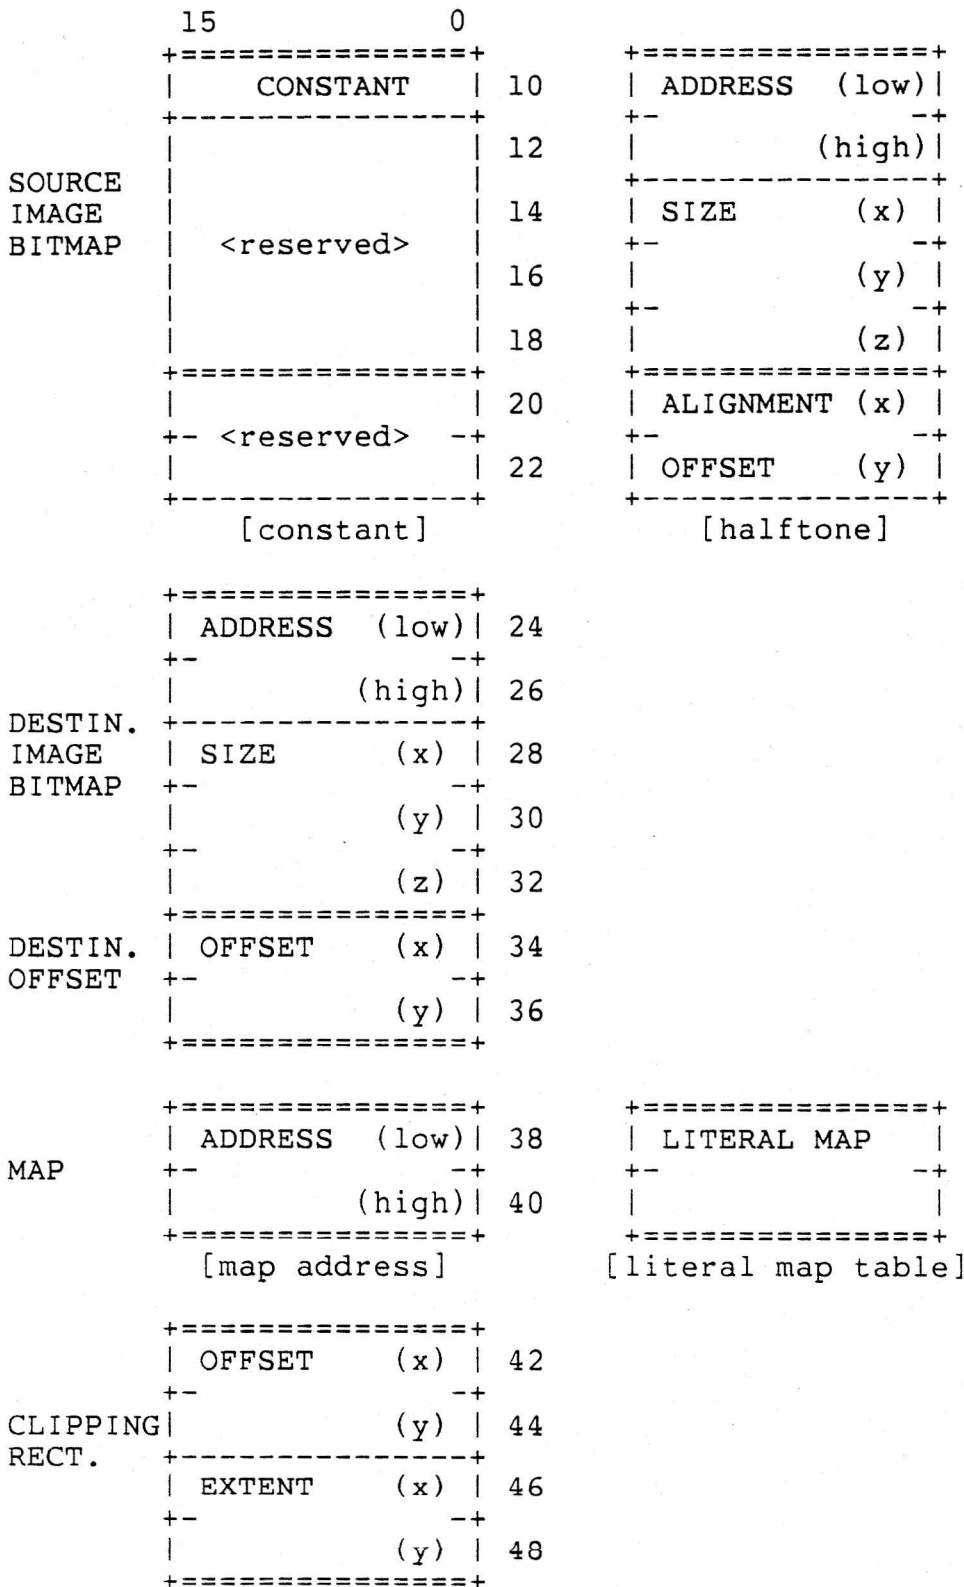 15               0
         +===============+         +===============+
         |     CONSTANT  |  10     | ADDRESS  (low)|
         +---------------+         +-             -+
         |               |  12     |         (high)|
SOURCE   |               |         +---------------+
IMAGE    |               |  14     | SIZE      (x) |
BITMAP   |  <reserved>   |         +-             -+
         |               |  16     |           (y) |
         |               |         +-             -+
         |               |  18     |           (z) |
         +===============+         +===============+
         |               |  20     | ALIGNMENT (x) |
         +- <reserved>  -+         +-             -+
         |               |  22     | OFFSET    (y) |
         +---------------+         +---------------+
            [constant]                [halftone]
         +===============+
         | ADDRESS  (low)|  24
         +-             -+
         |         (high)|  26
DESTIN.  +---------------+
IMAGE    | SIZE      (x) |  28
BITMAP   +-             -+
         |           (y) |  30
         +-             -+
         |           (z) |  32
         +===============+
DESTIN.  | OFFSET    (x) |  34
OFFSET   +-             -+
         |           (y) |  36
         +===============+
         +===============+         +===============+
         | ADDRESS  (low)|  38     | LITERAL MAP   |
MAP      +-             -+         +-             -+
         |         (high)|  40     |               |
         +===============+         +===============+
          [map address]           [literal map table]
         +===============+
         | OFFSET    (x) |  42
         +-             -+
CLIPPING |           (y) |  44
RECT.    +---------------+
         | EXTENT    (x) |  46
         +-             -+
         |           (y) |  48
         +===============+